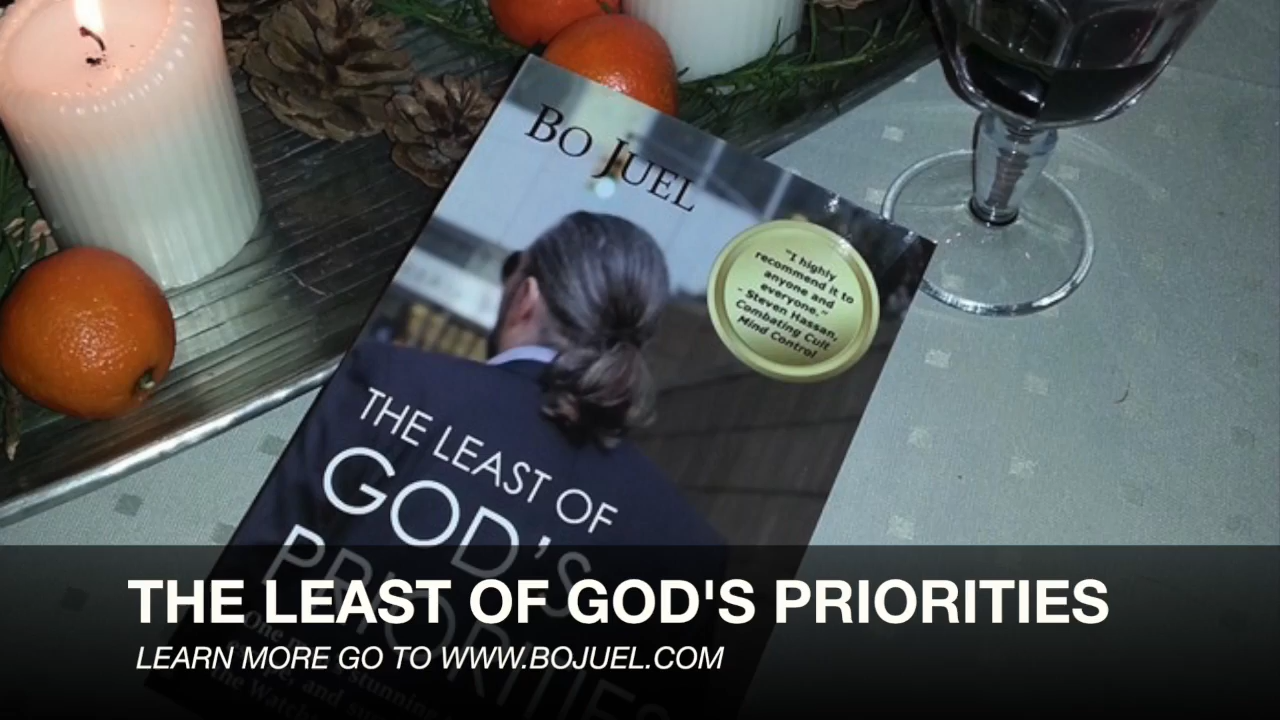 BO JUEL
"I highly
recommend it to
anyone and
everyone."
- Steven Hassan,
Combating Cult
Mind Control
THE LEAST OF
GOD'S
PRIORITIES
THE LEAST OF GOD'S PRIORITIES
LEARN MORE GO TO WWW.BOJUEL.COM